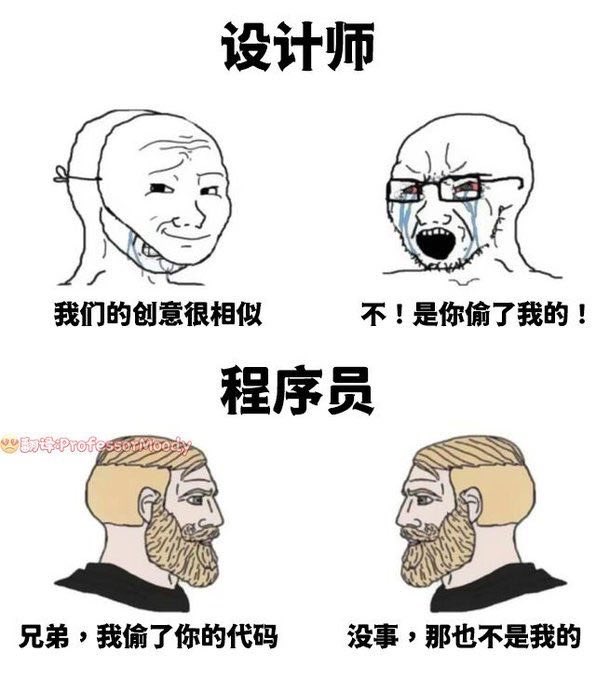 设计师
我们的创意很相似
不！是你偷了我的！
程序员
翻译:ProfessorMoody
兄弟，我偷了你的代码
没事，那也不是我的